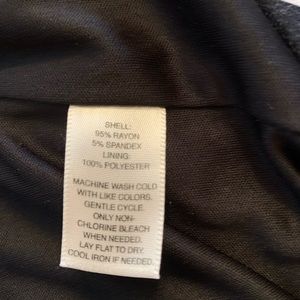 SHELL:
95% RAYON
5% SPANDEX
LINING:
100% POLYESTER
MACHINE WASH COLD
WITH LIKE COLORS.
GENTLE CYCLE.
ONLY NON-
CHLORINE BLEACH
WHEN NEEDED.
LAY FLAT TO DRY.
COOL IRON IF NEEDED.